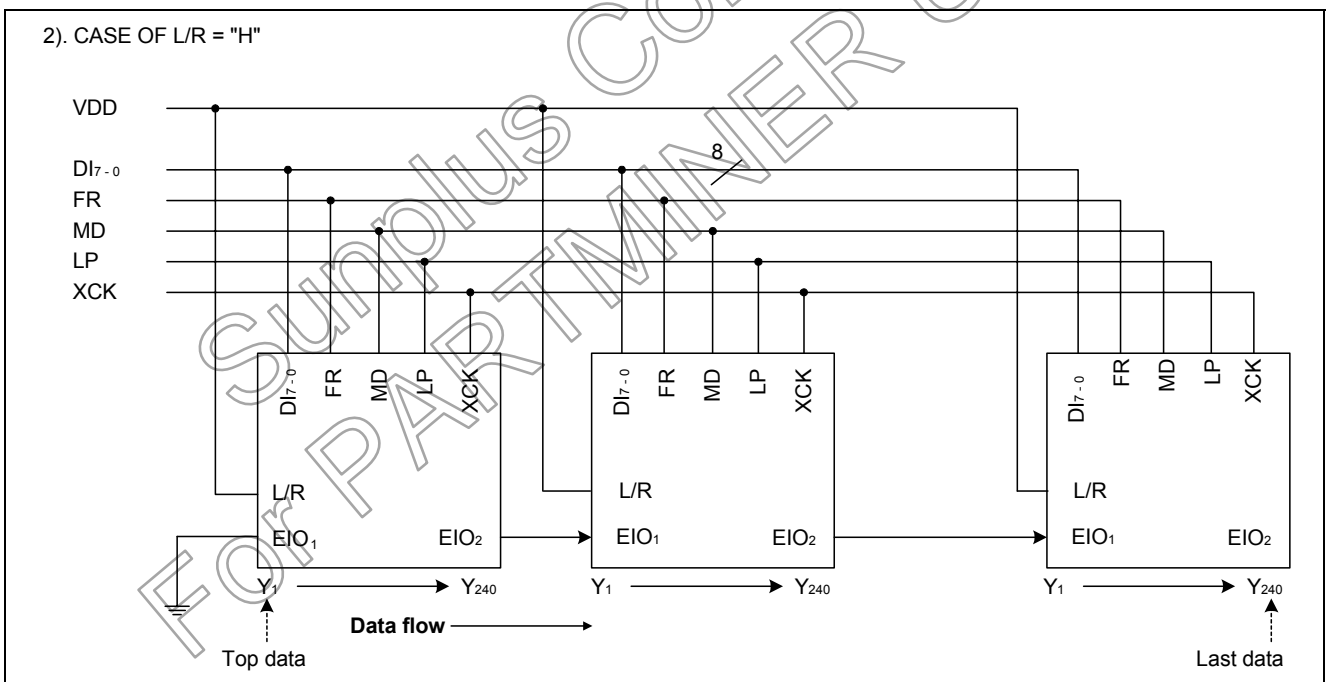 2). CASE OF L/R = "H"
VDD
DI7 - 0
8
FR
MD
LP
XCK
DI7 - 0 FR MD LP XCK
DI7 - 0 FR MD LP XCK
DI7 - 0 FR MD LP XCK
L/R
L/R
L/R
EIO1 EIO2
EIO1 EIO2
EIO1 EIO2
Y1 Y240
Y1 Y240
Y1 Y240
Data flow
Top data
Last data
Sunplus
For PARTMINER